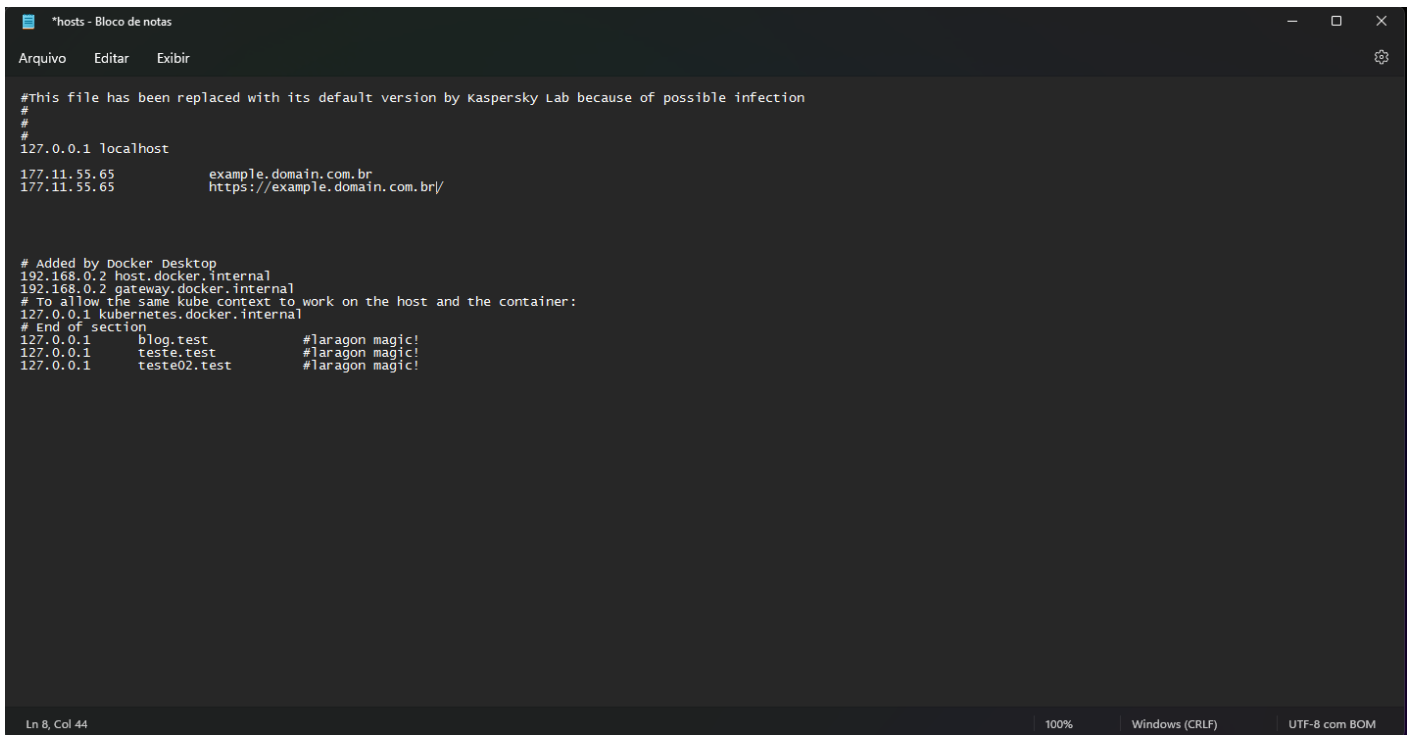 *hosts - Bloco de notas
Arquivo Editar Exibir
#This file has been replaced with its default version by Kaspersky Lab because of possible infection
#
#
#
127.0.0.1 localhost
177.11.55.65 example.domain.com.br
177.11.55.65 https://example.domain.com.br/
# Added by Docker Desktop
192.168.0.2 host.docker.internal
192.168.0.2 gateway.docker.internal
# To allow the same kube context to work on the host and the container:
127.0.0.1 kubernetes.docker.internal
# End of section
127.0.0.1 blog.test #laragon magic!
127.0.0.1 teste.test #laragon magic!
127.0.0.1 teste02.test #laragon magic!
Ln 8, Col 44 100% Windows (CRLF) UTF-8 com BOM